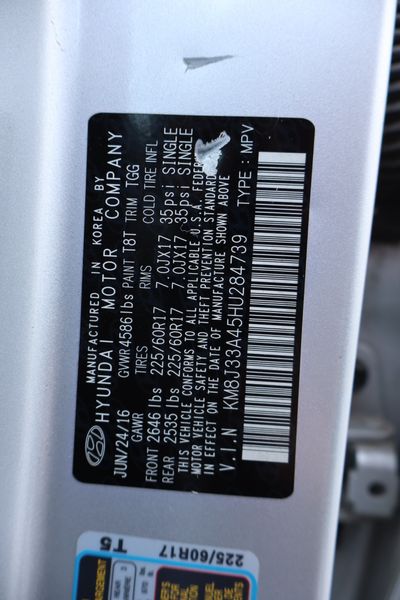 MANUFACTURED IN KOREA BY
HYUNDAI MOTOR COMPANY
JUN/24/16 GVWR 4586 lbs PAINT T8T TRIM TGG
GAWR TIRES RIMS COLD TIRE INFL
FRONT 2646 lbs 225/60R17 7.0JX17 35psi SINGLE
REAR 2535 lbs 225/60R17 7.0JX17 35psi SINGLE
THIS VEHICLE CONFORMS TO ALL APPLICABLE U.S.A. FEDER
MOTOR VEHICLE SAFETY AND THEFT PREVENTION STANDARD
IN EFFECT ON THE DATE OF MANUFACTURE SHOWN ABOVE
V.I.N KM8J33A45HU284739 TYPE : MPV
225/60R17 T5